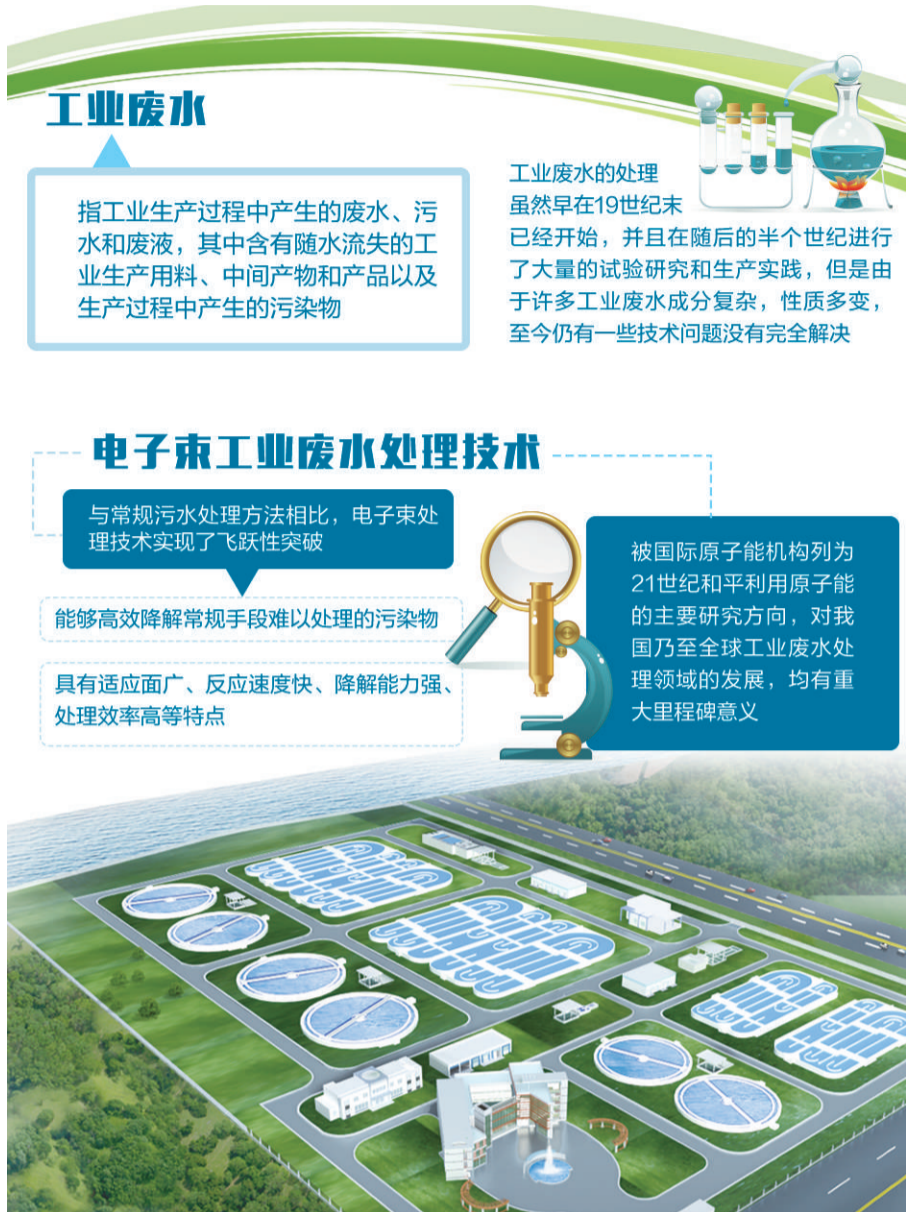 工业废水
指工业生产过程中产生的废水、污
水和废液，其中含有随水流失的工
业生产用料、中间产物和产品以及
生产过程中产生的污染物
工业废水的处理
虽然早在19世纪末
已经开始，并且在随后的半个世纪进行
了大量的试验研究和生产实践，但是由
于许多工业废水成分复杂，性质多变，
至今仍有一些技术问题没有完全解决
电子束工业废水处理技术
与常规污水处理方法相比，电子束处
理技术实现了飞跃性突破
能够高效降解常规手段难以处理的污染物
具有适应面广、反应速度快、降解能力强、
处理效率高等特点
被国际原子能机构列为
21世纪和平利用原子能
的主要研究方向，对我
国乃至全球工业废水处
理领域的发展，均有重
大里程碑意义